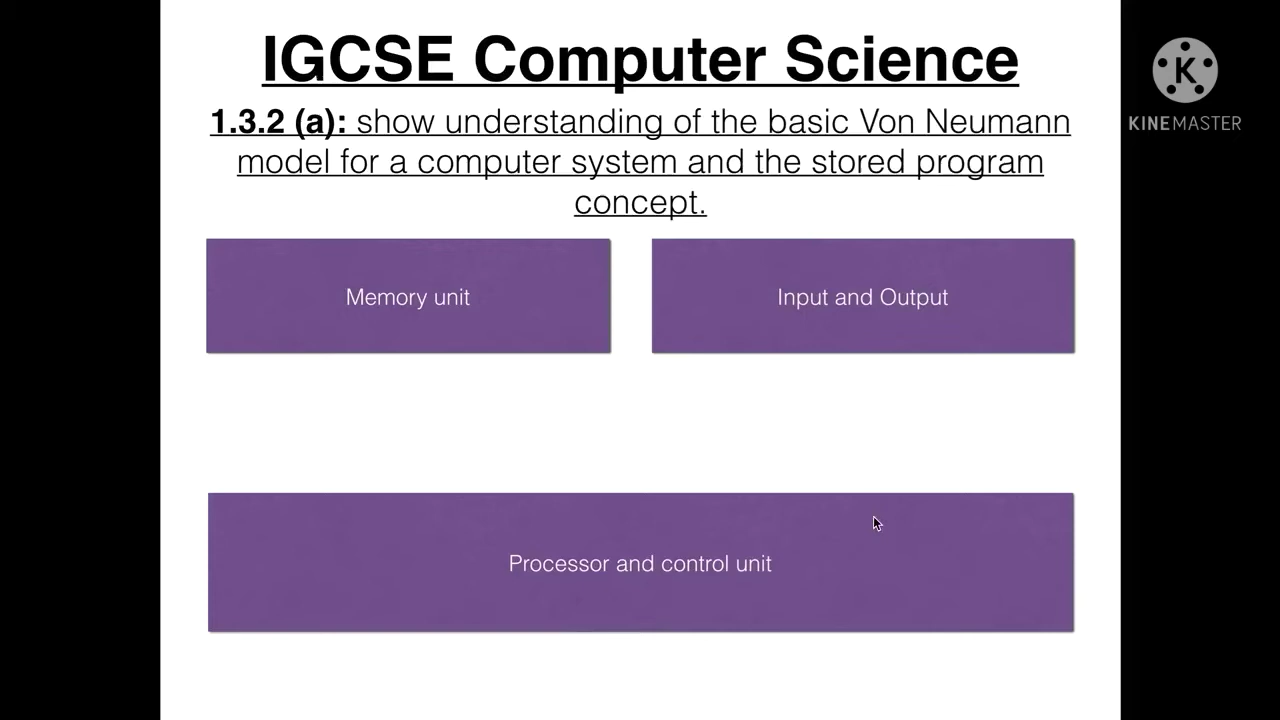 IGCSE Computer Science
1.3.2 (a): show understanding of the basic Von Neumann
model for a computer system and the stored program
concept.
K
KINEMASTER
Memory unit
Input and Output
Processor and control unit